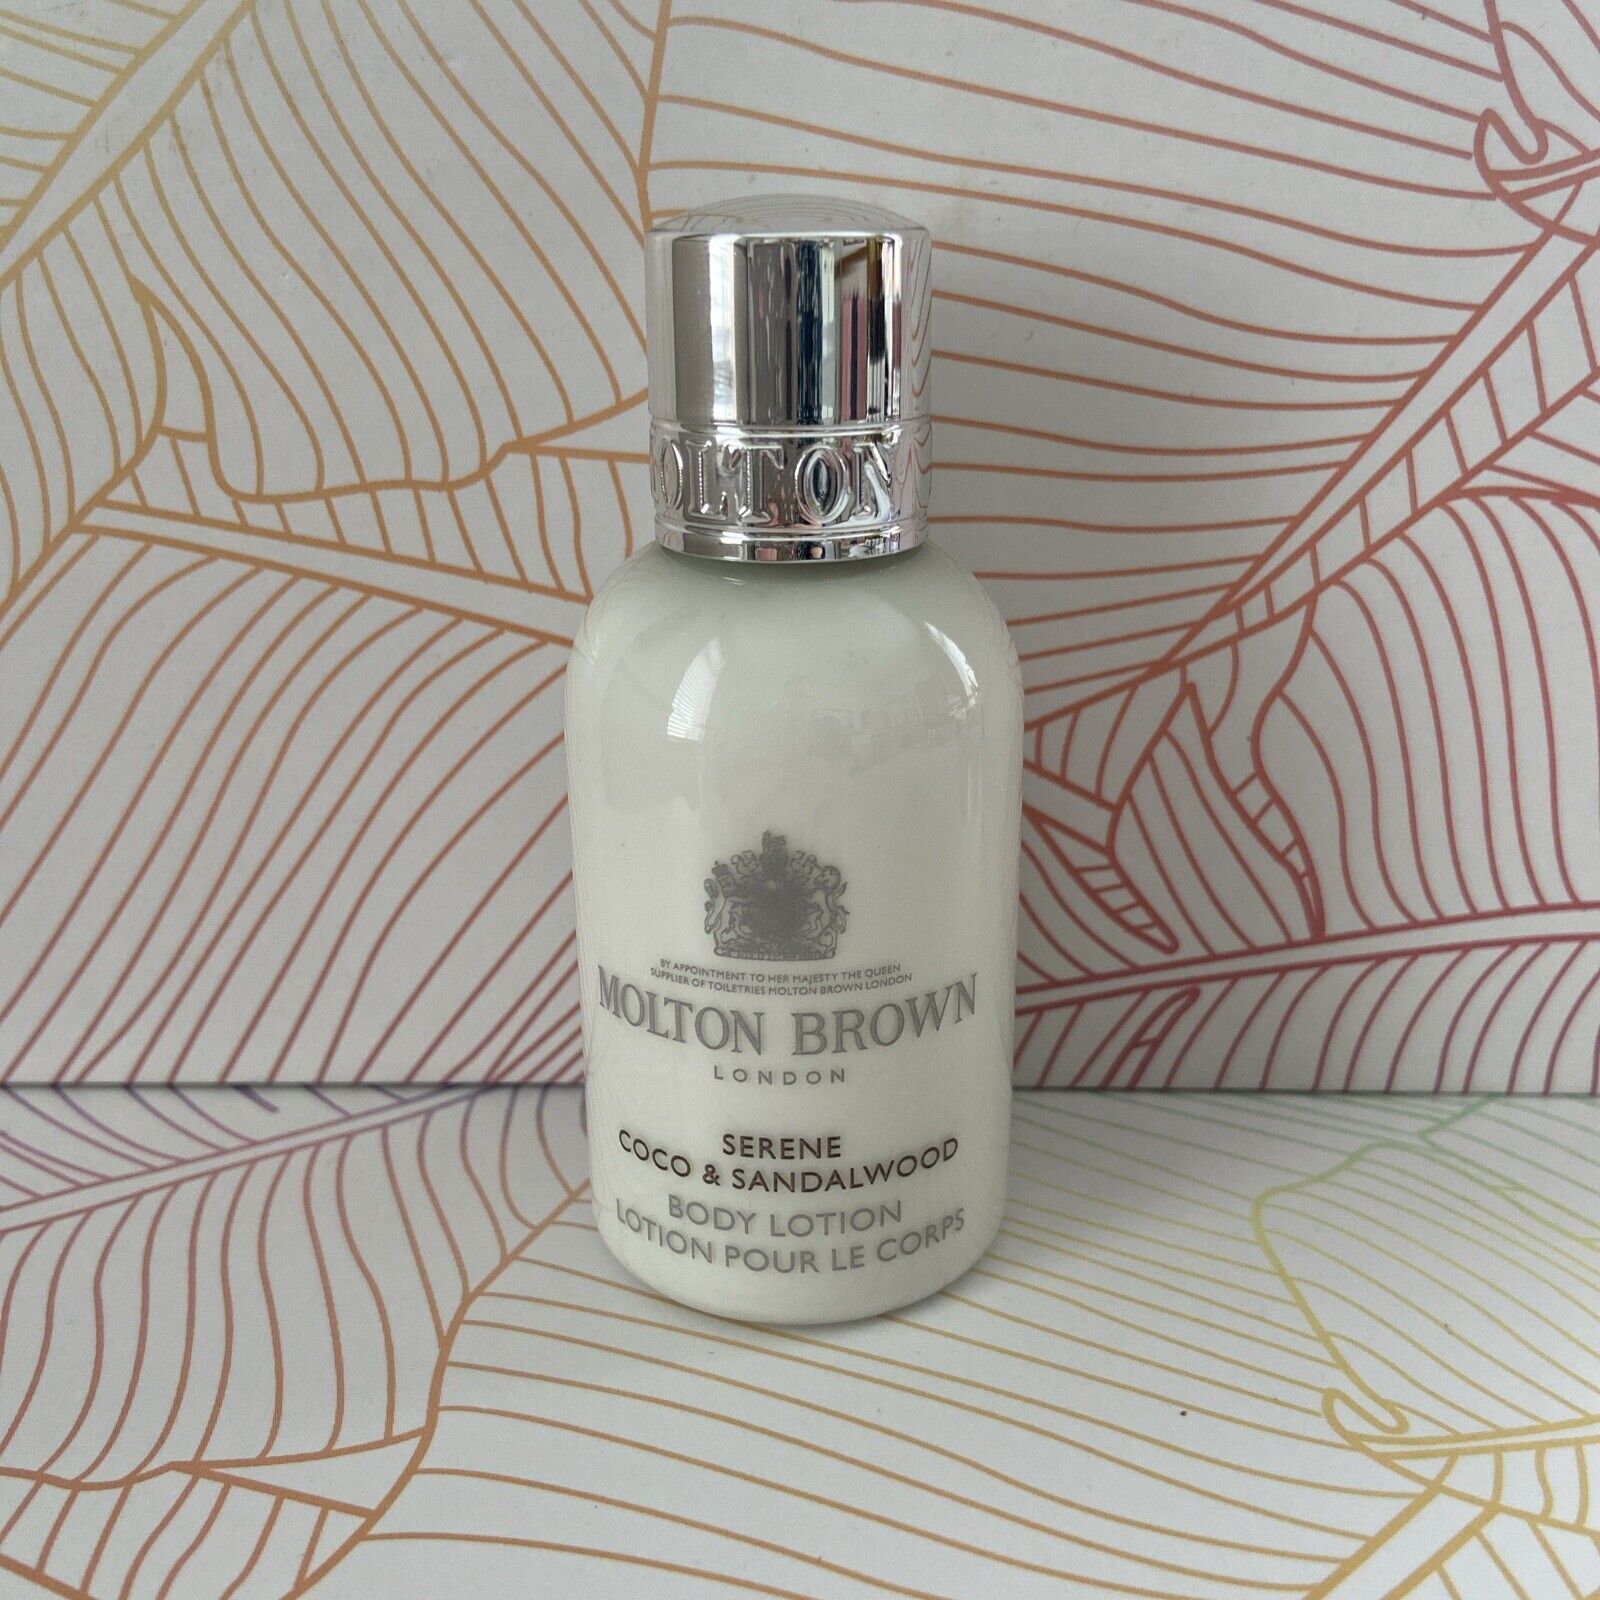 OLTON
BY APPOINTMENT TO HER MAJESTY THE QUEEN
SUPPLIER OF TOILETRIES MOLTON BROWN LONDON
MOLTON BROWN
LONDON
SERENE
COCO & SANDALWOOD
BODY LOTION
LOTION POUR LE CORPS